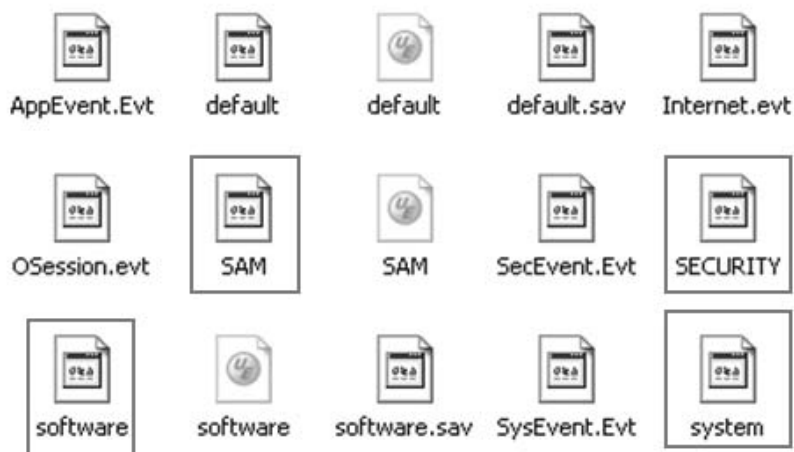 AppEvent.Evt default default default.sav Internet.evt
OSession.evt SAM SAM SecEvent.Evt SECURITY
software software software.sav SysEvent.Evt system